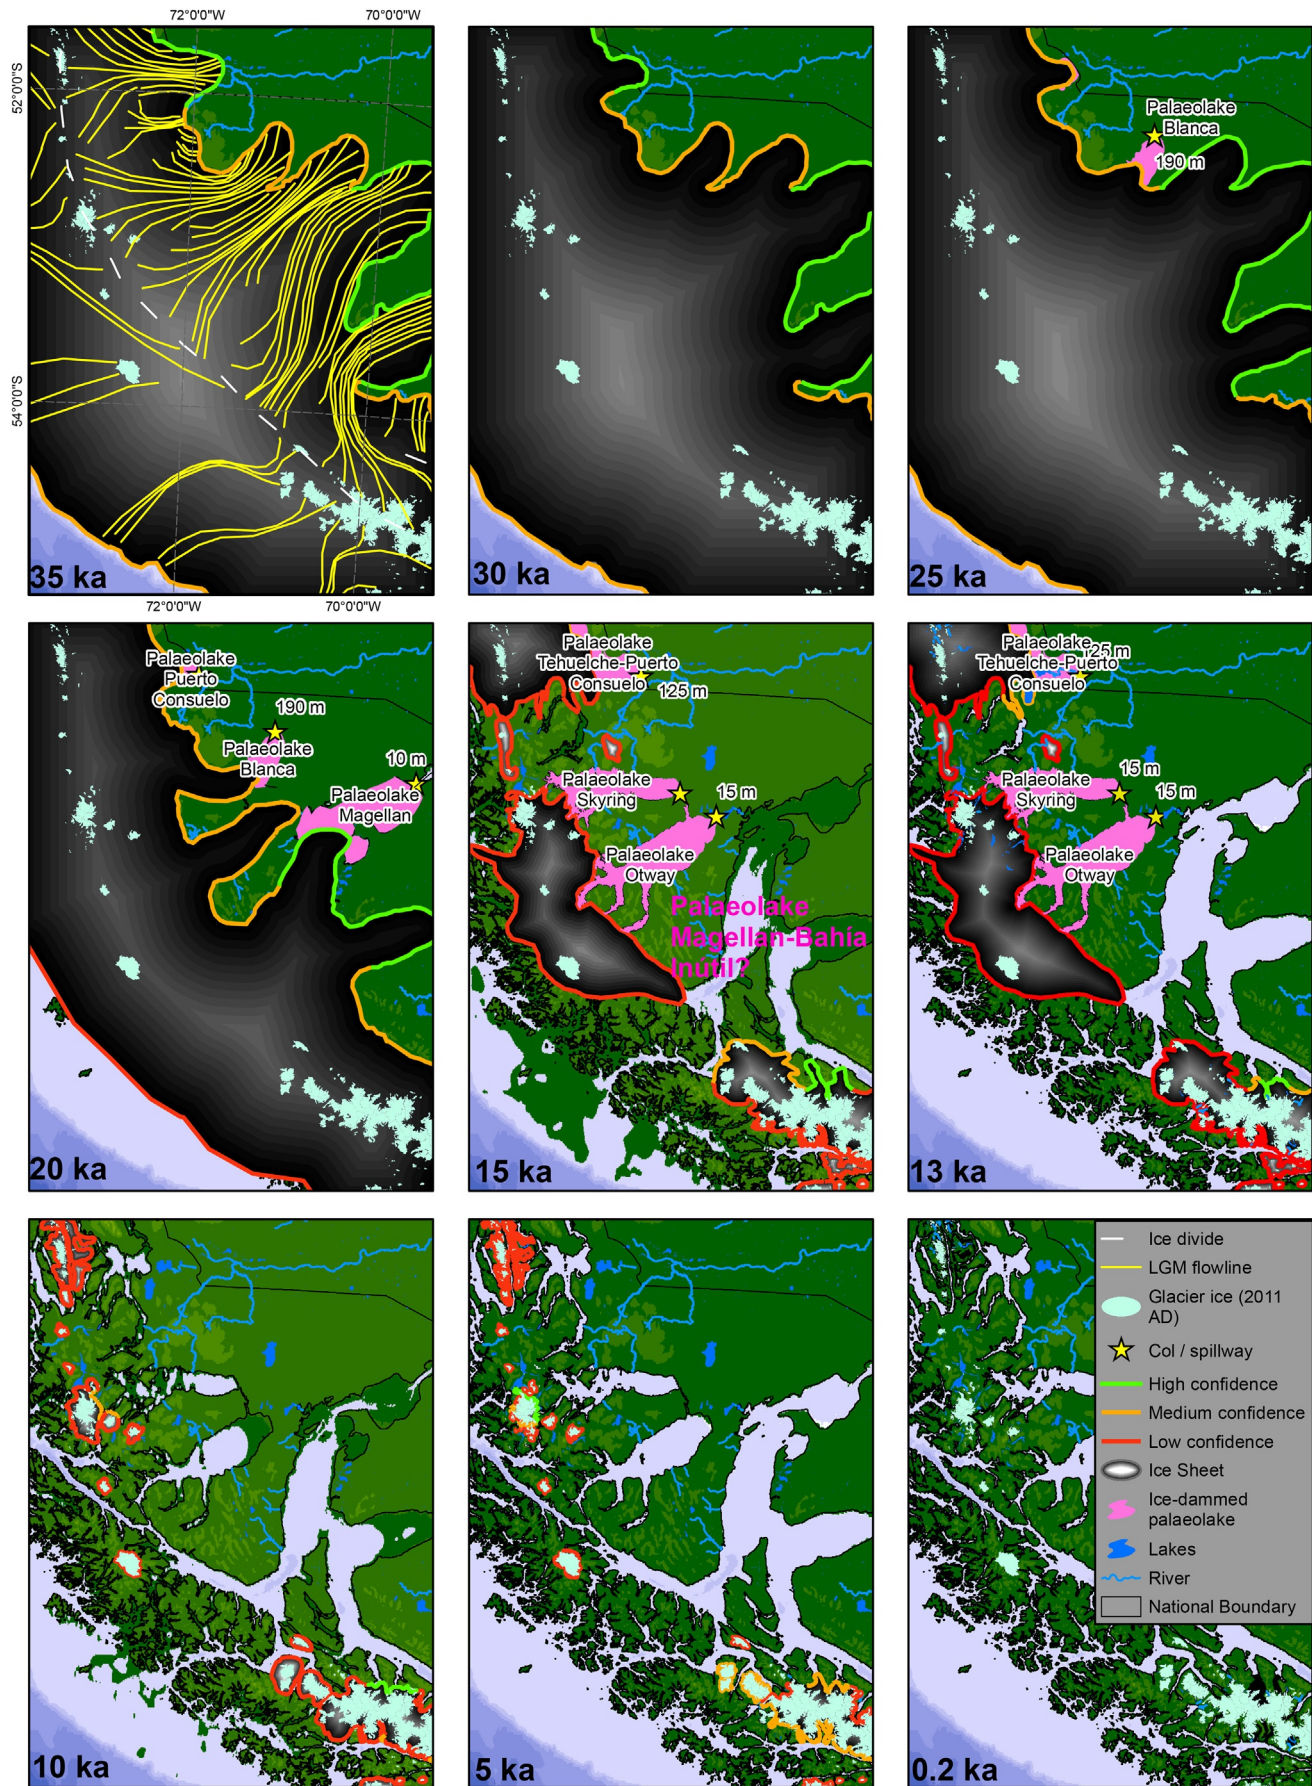 72°0'0"W
70°0'0"W
52°0'0"S
54°0'0"S
35 ka
72°0'0"W
70°0'0"W
30 ka
Palaeolake
Blanca
190 m
25 ka
Palaeolake
Puerto
Consuelo
190 m
Palaeolake
Blanca
10 m
Palaeolake
Magellan
20 ka
Palaeolake
Tehuelche-Puerto
Consuelo
125 m
Palaeolake
Skyring
15 m
Palaeolake
Otway
Palaeolake
Magellan-Bahía
Inútil?
15 ka
Palaeolake
Tehuelche-Puerto
Consuelo
125 m
Palaeolake
Skyring
15 m
15 m
Palaeolake
Otway
13 ka
10 ka
5 ka
0.2 ka
Ice divide
LGM flowline
Glacier ice (2011
AD)
Col / spillway
High confidence
Medium confidence
Low confidence
Ice Sheet
Ice-dammed
palaeolake
Lakes
River
National Boundary